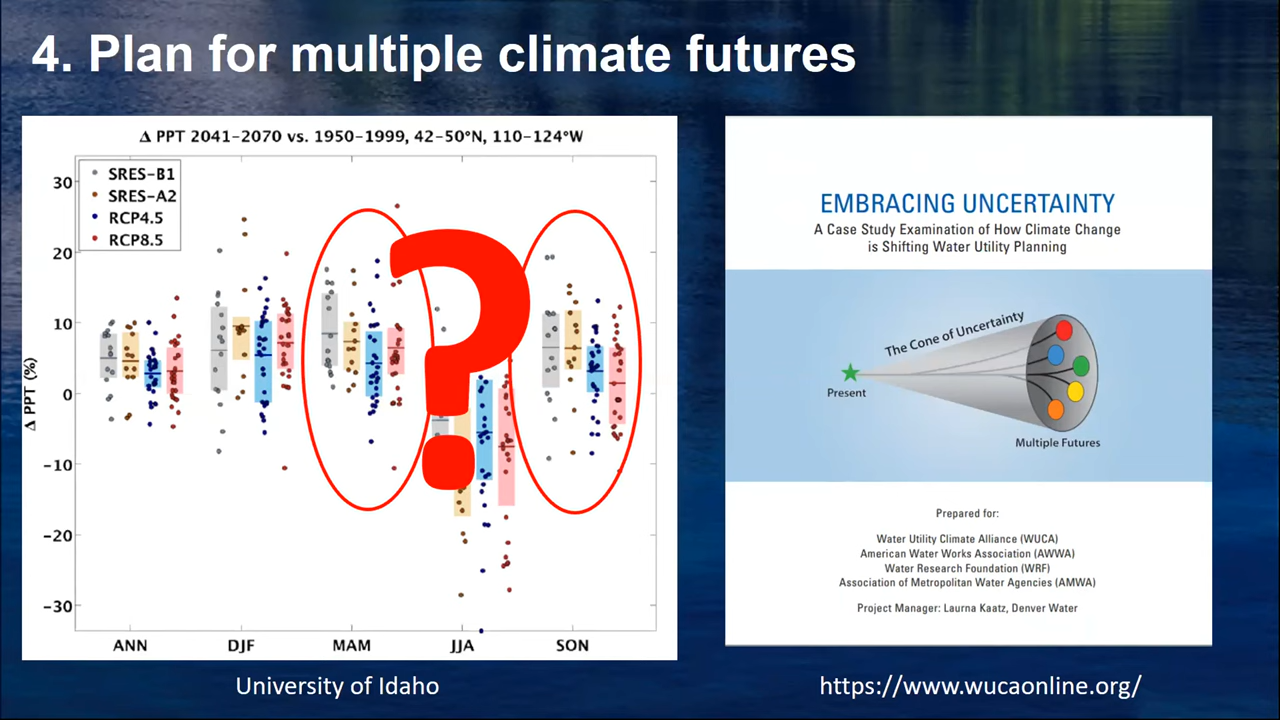 4. Plan for multiple climate futures
Δ PPT 2041-2070 vs. 1950-1999, 42-50°N, 110-124°W
SRES-B1
SRES-A2
RCP4.5
RCP8.5
30
20
10
0
-10
-20
-30
Δ PPT (%)
ANN DJF MAM JJA SON
?
University of Idaho
EMBRACING UNCERTAINTY
A Case Study Examination of How Climate Change
is Shifting Water Utility Planning
The Cone of Uncertainty
Present
Multiple Futures
Prepared for:
Water Utility Climate Alliance (WUCA)
American Water Works Association (AWWA)
Water Research Foundation (WRF)
Association of Metropolitan Water Agencies (AMWA)
Project Manager: Laurna Kaatz, Denver Water
https://www.wucaonline.org/